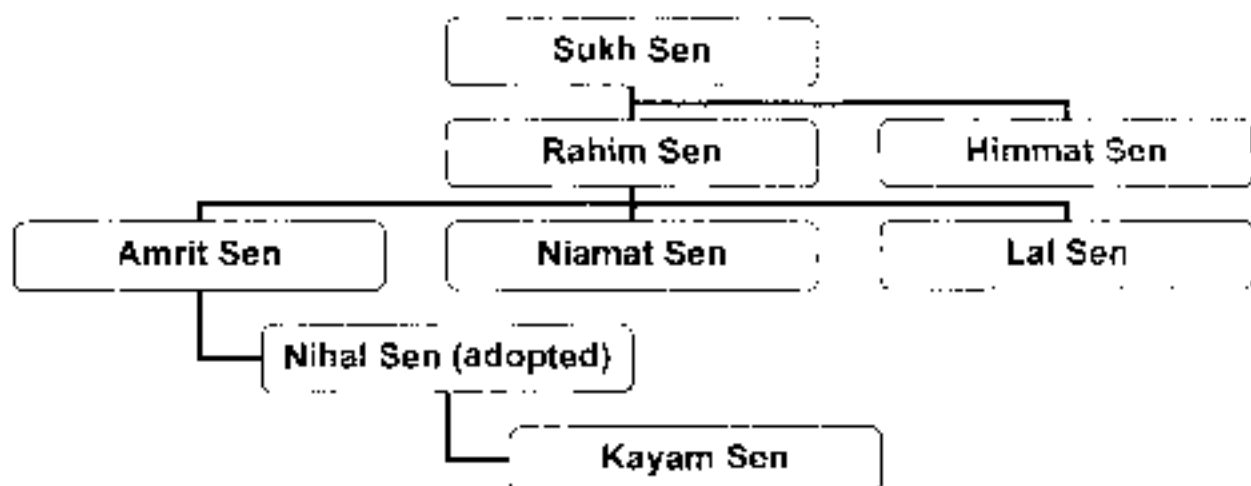 Sukh Sen
Rahim Sen
Himmat Sen
Amrit Sen
Niamat Sen
Lal Sen
Nihal Sen (adopted)
Kayam Sen